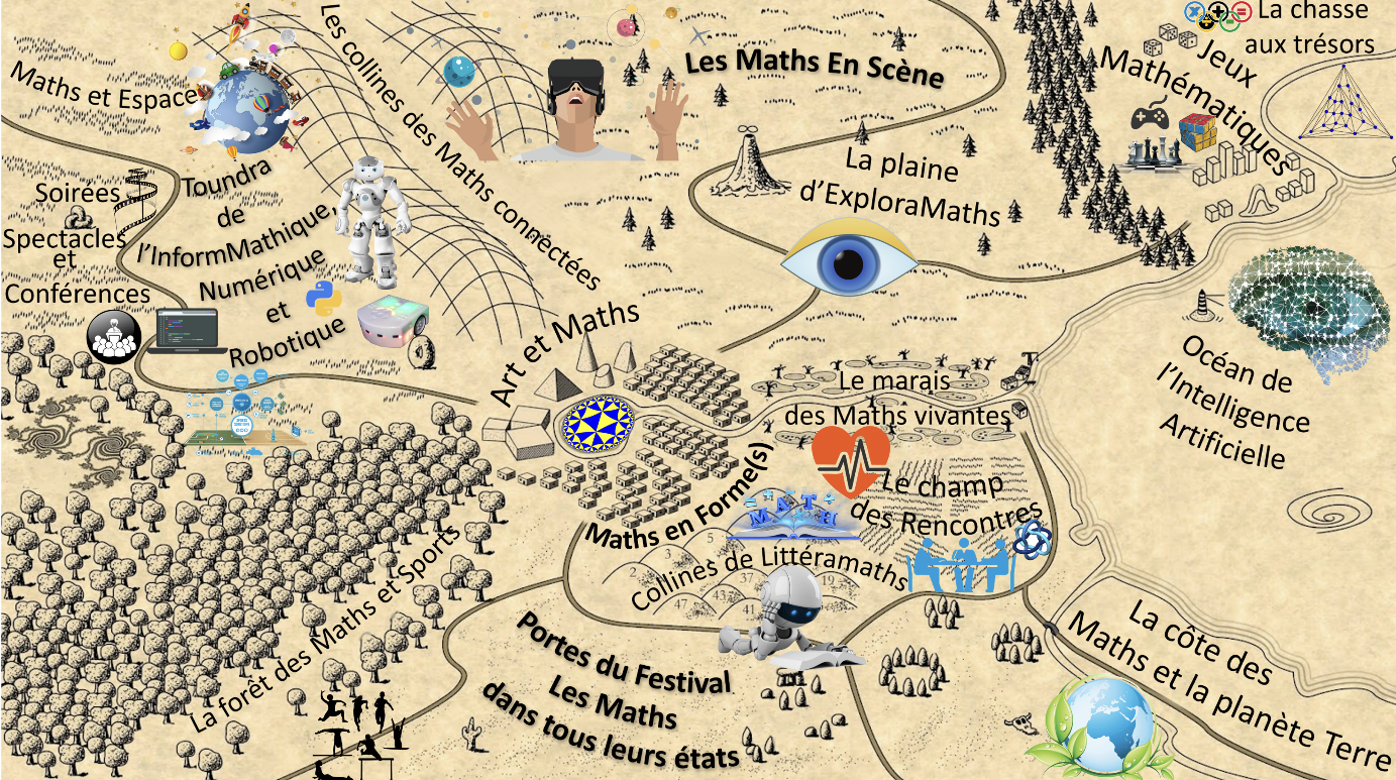 Maths et Espace
Les collines des Maths connectées
Les Maths En Scène
La chasse
aux trésors
Jeux
Mathématiques
La plaine
d'ExploraMaths
Soirées
Spectacles
et
Conférences
Toundra
de
l'InformMathique,
Numérique
et
Robotique
Océan de
l'Intelligence
Artificielle
Art et Maths
Le marais
des Maths vivantes
Maths en Forme(s)
MATH
Le champ
des Rencontres
Collines de Littéramaths
2
3
5
37
19
43
47
41
La forêt des Maths et Sports
Portes du Festival
Les Maths
dans tous leurs états
La côte des
Maths et la planète Terre